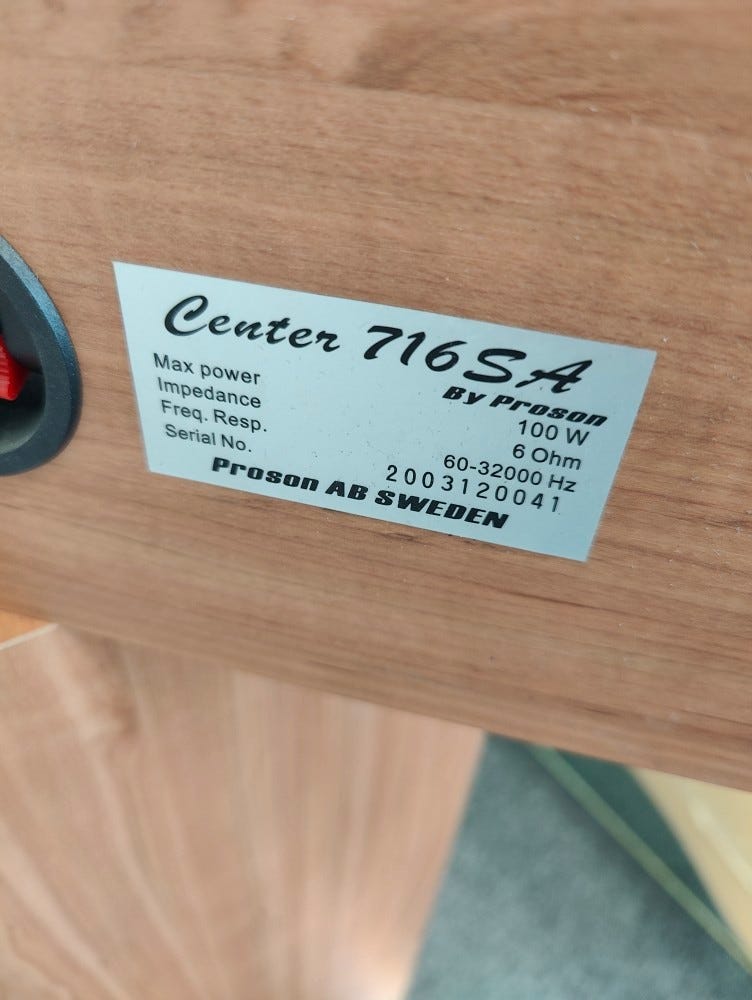 Center 716SA
By Proson
Max power 100 W
Impedance 6 Ohm
Freq. Resp. 60-32000 Hz
Serial No. 2003120041
Proson AB SWEDEN